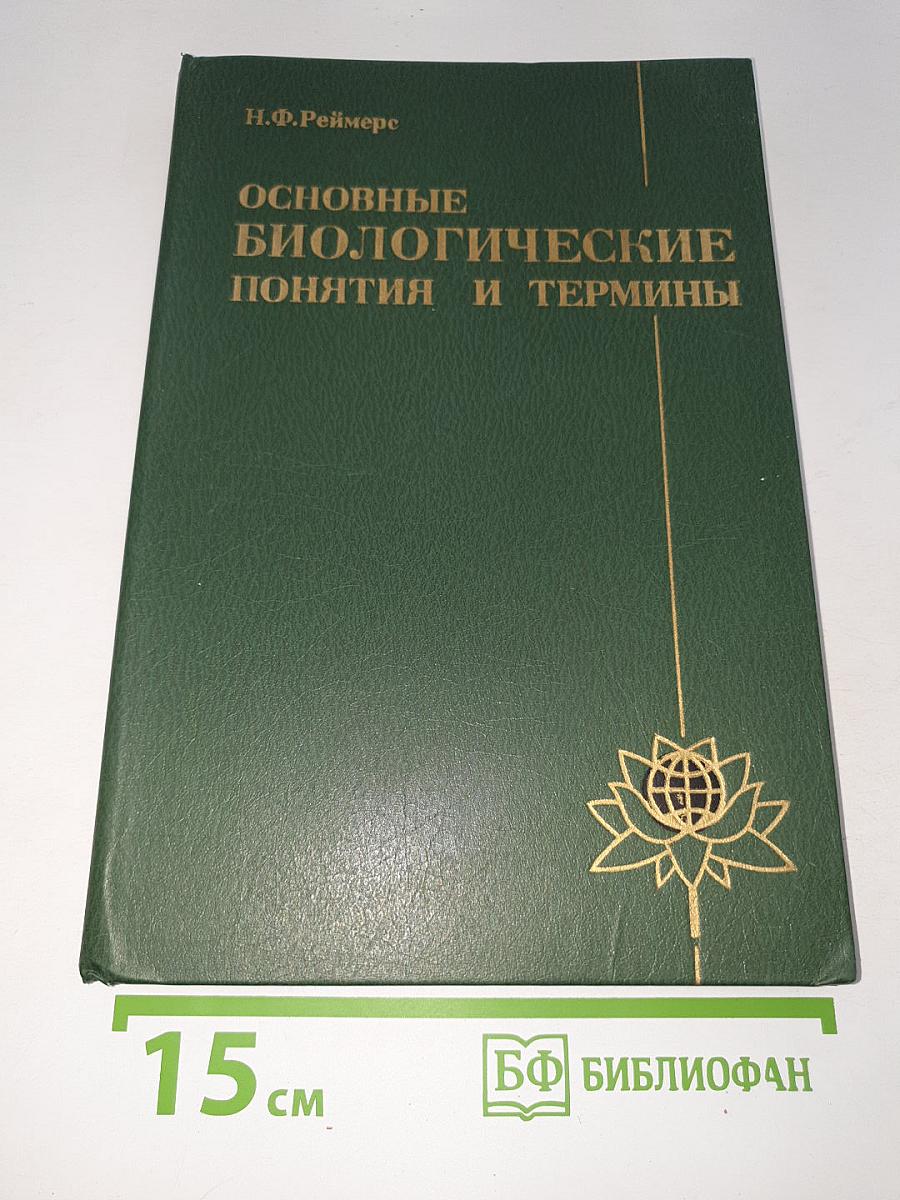 Н.Ф.Реймерс
ОСНОВНЫЕ
БИОЛОГИЧЕСКИЕ
ПОНЯТИЯ И ТЕРМИНЫ
15 см
БФ БИБЛИОФАН